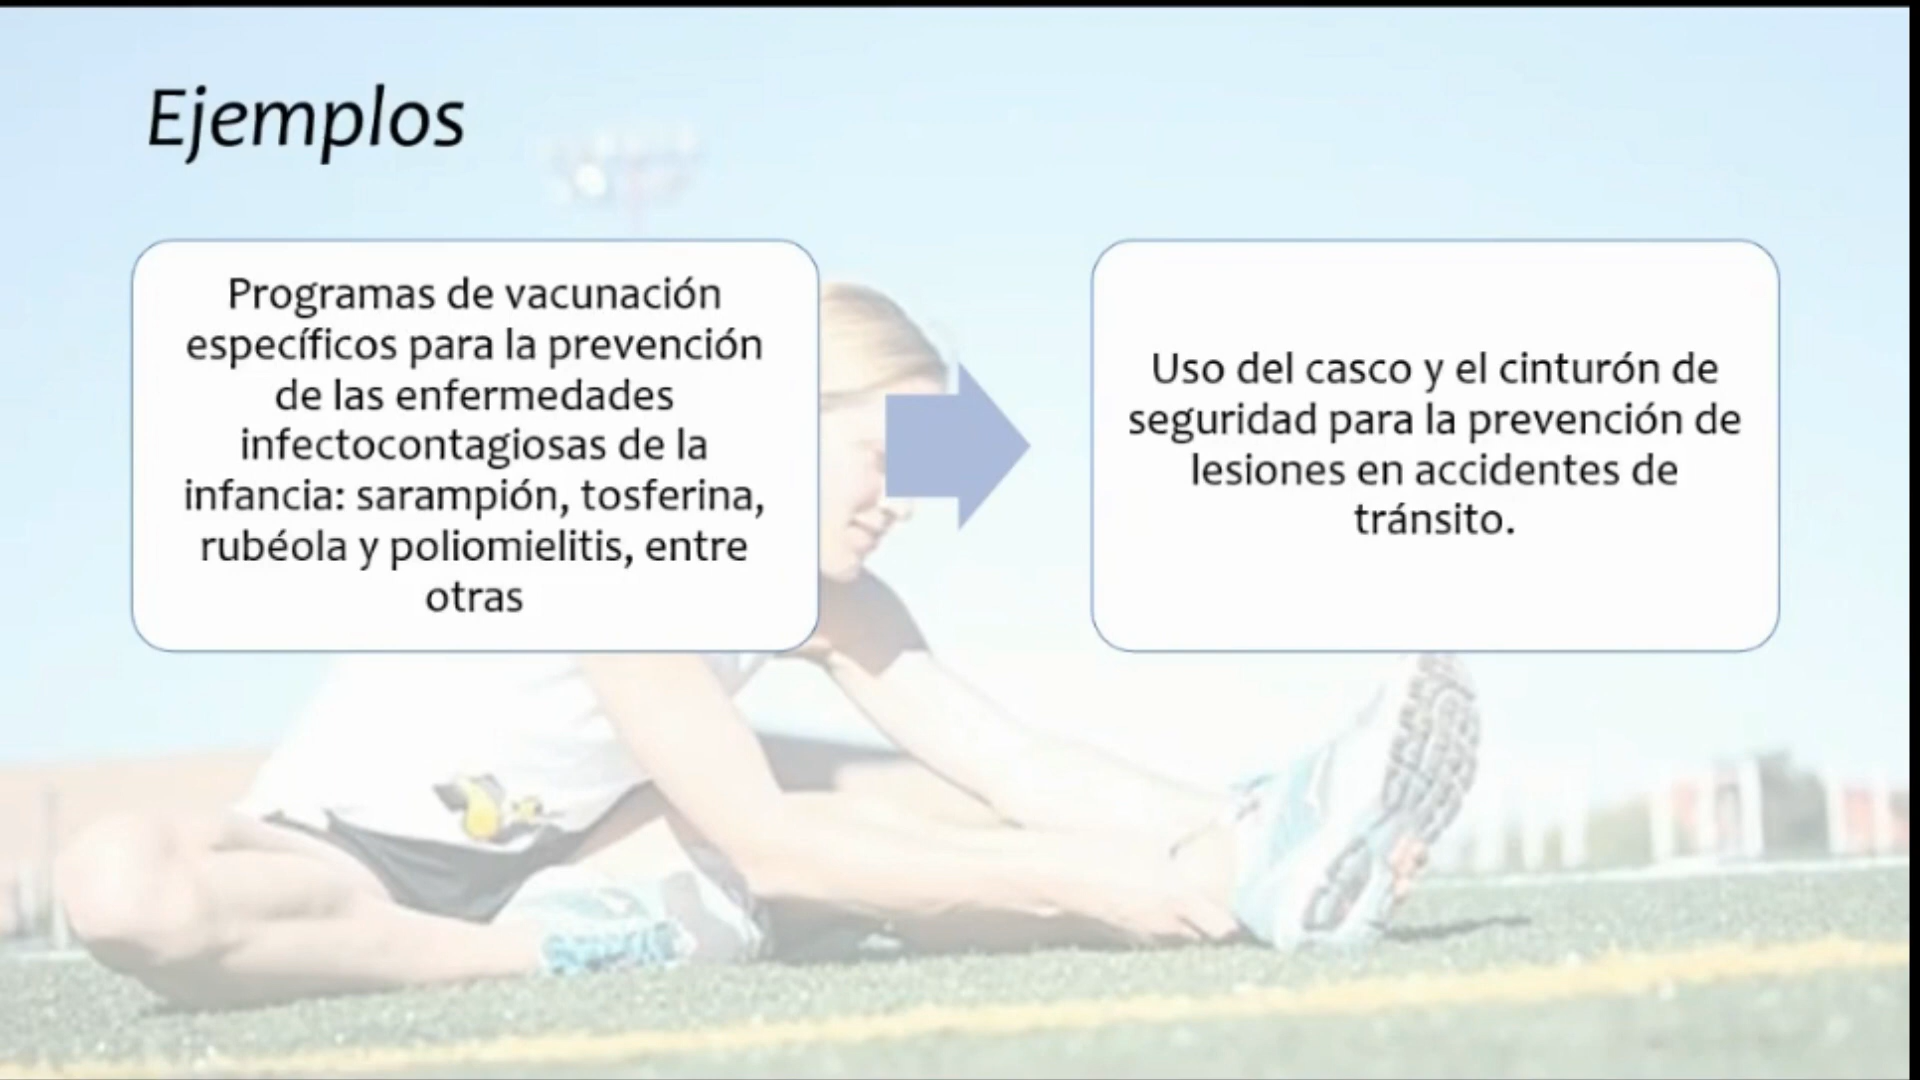 Ejemplos
Programas de vacunación
específicos para la prevención
de las enfermedades
infectocontagiosas de la
infancia: sarampión, tosferina,
rubéola y poliomielitis, entre
otras
Uso del casco y el cinturón de
seguridad para la prevención de
lesiones en accidentes de
tránsito.